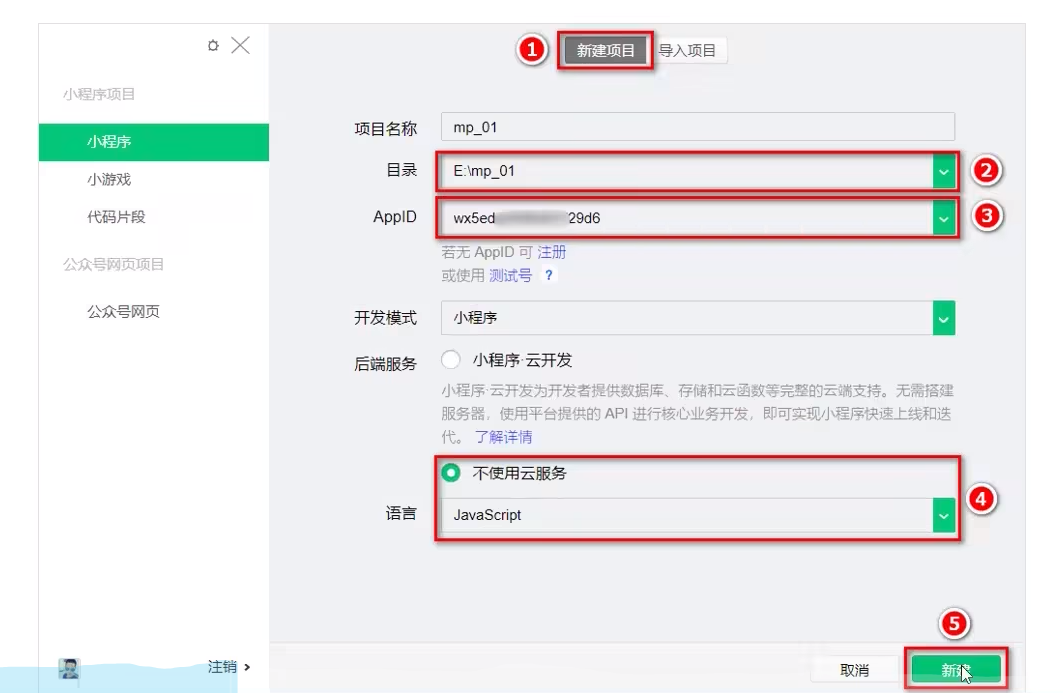 小程序项目
小程序
小游戏
代码片段
公众号网页项目
公众号网页
注销
1
新建项目
导入项目
项目名称
mp_01
目录
E:\mp_01
2
AppID
wx5ed
29d6
3
若无 AppID 可 注册
或使用 测试号 ?
开发模式
小程序
后端服务
小程序·云开发
小程序·云开发为开发者提供数据库、存储和云函数等完整的云端支持。无需搭建
服务器，使用平台提供的 API 进行核心业务开发，即可实现小程序快速上线和迭
代。 了解详情
不使用云服务
语言
JavaScript
4
5
取消
新建